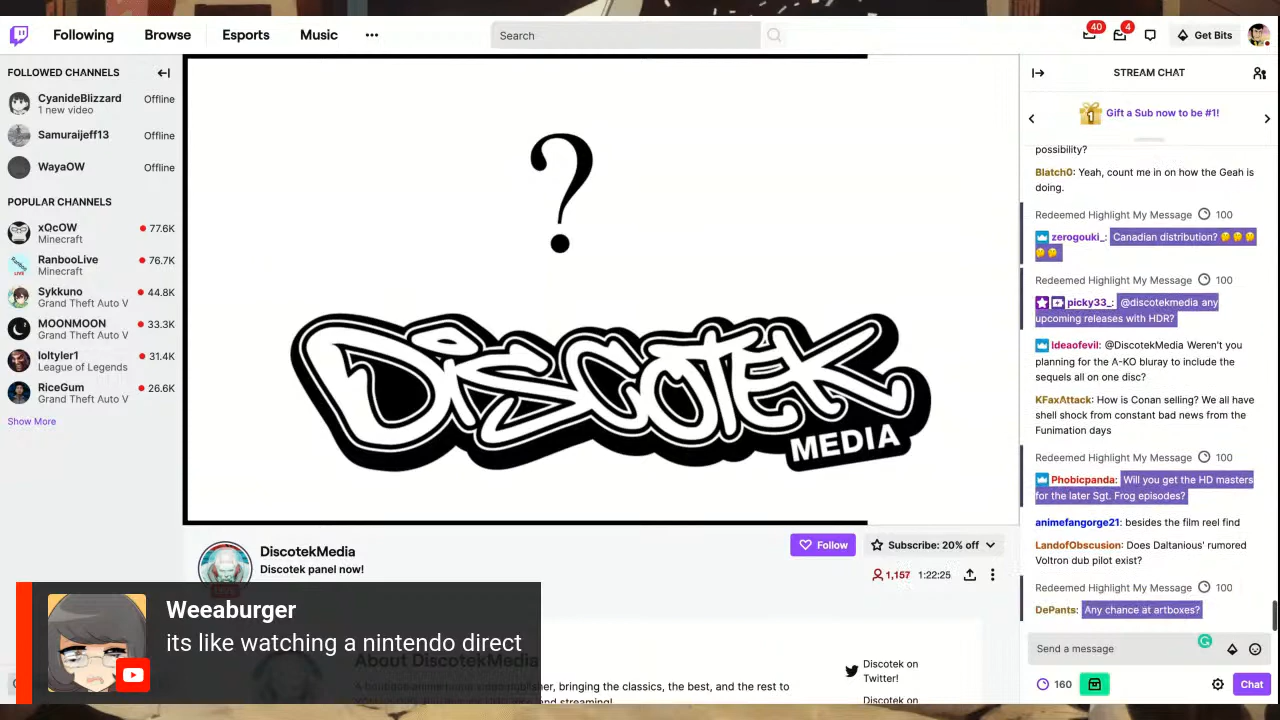 Following
Browse
Esports
Music
Search
40
4
Get Bits
FOLLOWED CHANNELS
CyanideBlizzard
Offline
1 new video
Samuraijeff13
Offline
WayaOW
Offline
POPULAR CHANNELS
xQcOW
77.6K
Minecraft
RanbooLive
76.7K
Minecraft
Sykkuno
44.8K
Grand Theft Auto V
MOONMOON
33.3K
Grand Theft Auto V
loltyler1
31.4K
League of Legends
RiceGum
26.6K
Grand Theft Auto V
Show More
?
DISCOTEK
MEDIA
DiscotekMedia
Discotek panel now!
Follow
Subscribe: 20% off
1,157
1:22:25
Weeaburger
its like watching a nintendo direct
About DiscotekMedia
bringing the classics, the best, and the rest to
Discotek on
Twitter!
Discotek on
STREAM CHAT
1
Gift a Sub now to be #1!
possibility?
Blatch0: Yeah, count me in on how the Geah is
doing.
Redeemed Highlight My Message 100
zerogouki_: Canadian distribution? 🤔🤔🤔
🤔🤔
Redeemed Highlight My Message 100
picky33_: @discotekmedia any
upcoming releases with HDR?
Ideaofevil: @DiscotekMedia Weren't you
planning for the A-KO bluray to include the
sequels all on one disc?
KFaxAttack: How is Conan selling? We all have
shell shock from constant bad news from the
Funimation days
Redeemed Highlight My Message 100
Phobicpanda: Will you get the HD masters
for the later Sgt. Frog episodes?
animefangorge21: besides the film reel find
LandofObscusion: Does Daltanious' rumored
Voltron dub pilot exist?
Redeemed Highlight My Message 100
DePants: Any chance at artboxes?
Send a message
160
Chat